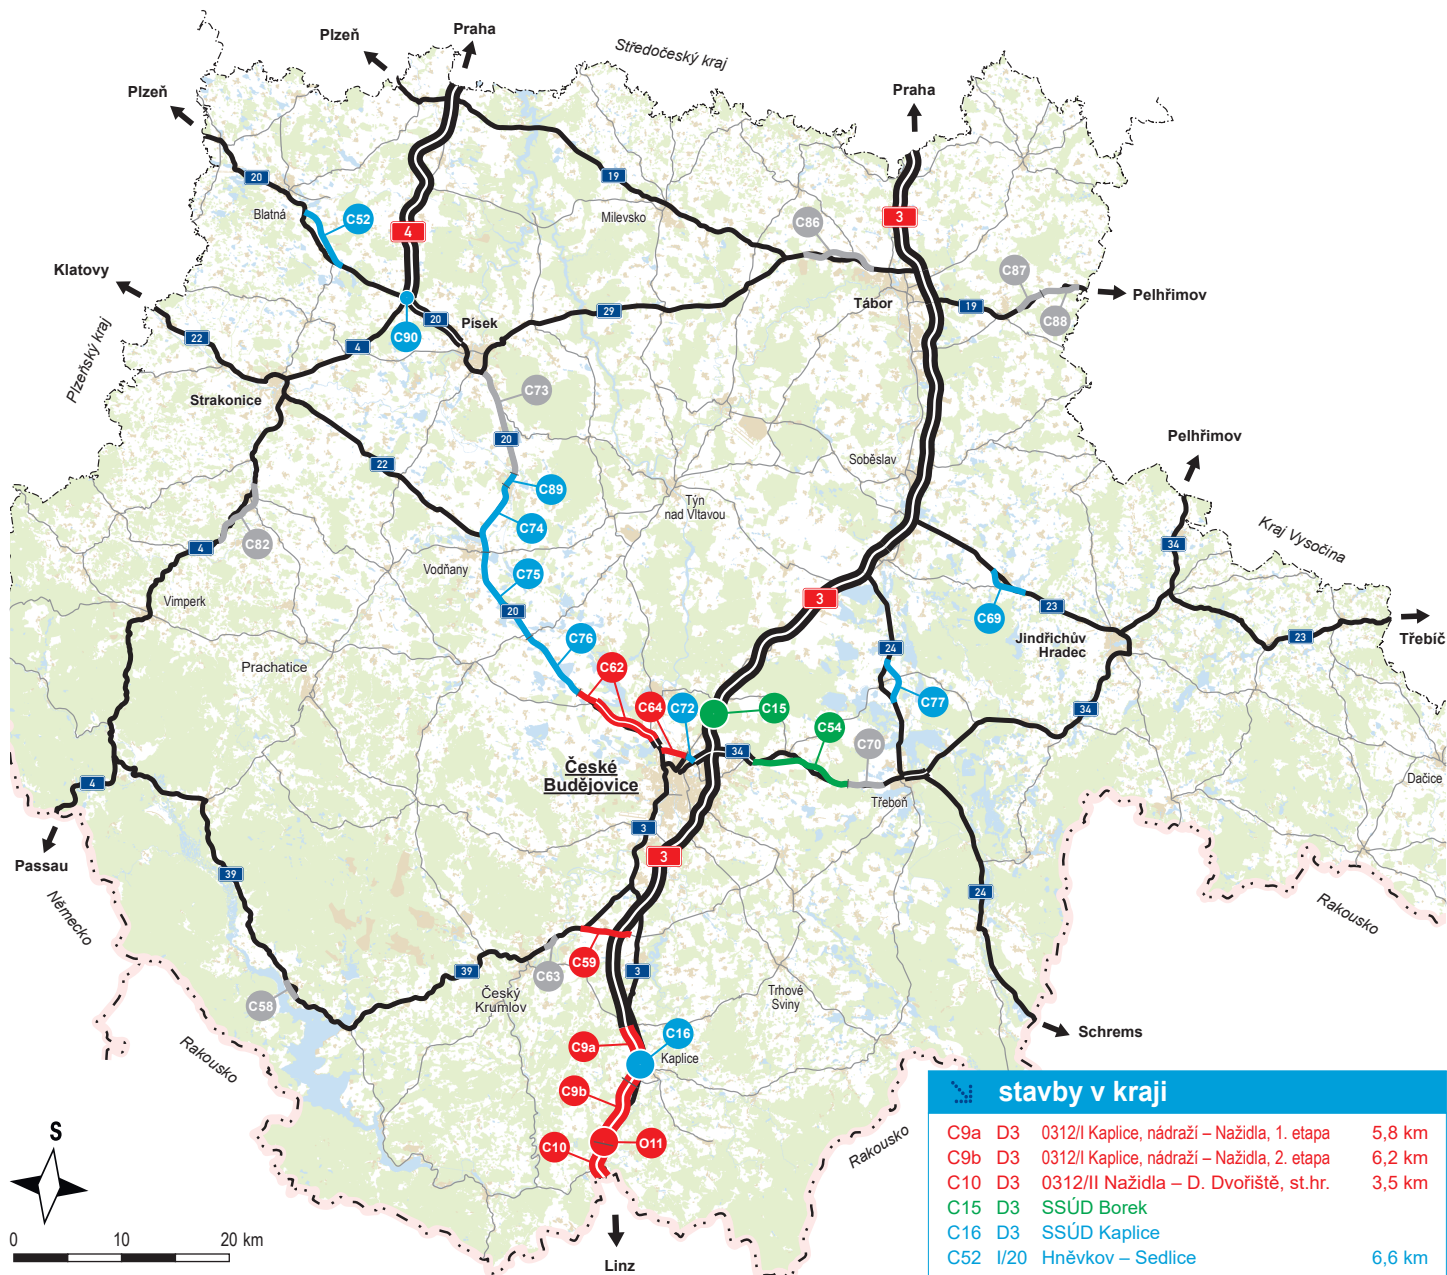 Praha
Plzeň
Středočeský kraj
Plzeň
Praha
20
19
Blatná
C52
Milevsko
4
3
C86
Klatovy
C87
Tábor
Pelhřimov
19
C88
29
20
Písek
C90
22
4
Plzeňský kraj
C73
Strakonice
20
Pelhřimov
Soběslav
22
C89
Týn
nad Vltavou
C74
Kraj Vysočina
C82
4
34
Vodňany
C75
3
Vimperk
C69
23
20
Třebíč
23
C76
Jindřichův
Hradec
24
Prachatice
C62
C77
C64
C72
C15
34
C54
C70
34
České
Budějovice
Dačice
4
Třeboň
3
3
Passau
39
24
Německo
Rakousko
C59
C63
39
3
Český
Krumlov
Trhové
Sviny
C58
C16
Schrems
C9a
Kaplice
Rakousko
C9b
S
C10
O11
Rakousko
0 10 20 km
Linz
stavby v kraji
C9a D3 0312/I Kaplice, nádraží – Nažidla, 1. etapa 5,8 km
C9b D3 0312/I Kaplice, nádraží – Nažidla, 2. etapa 6,2 km
C10 D3 0312/II Nažidla – D. Dvořiště, st.hr. 3,5 km
C15 D3 SSÚD Borek
C16 D3 SSÚD Kaplice
C52 I/20 Hněvkov – Sedlice 6,6 km